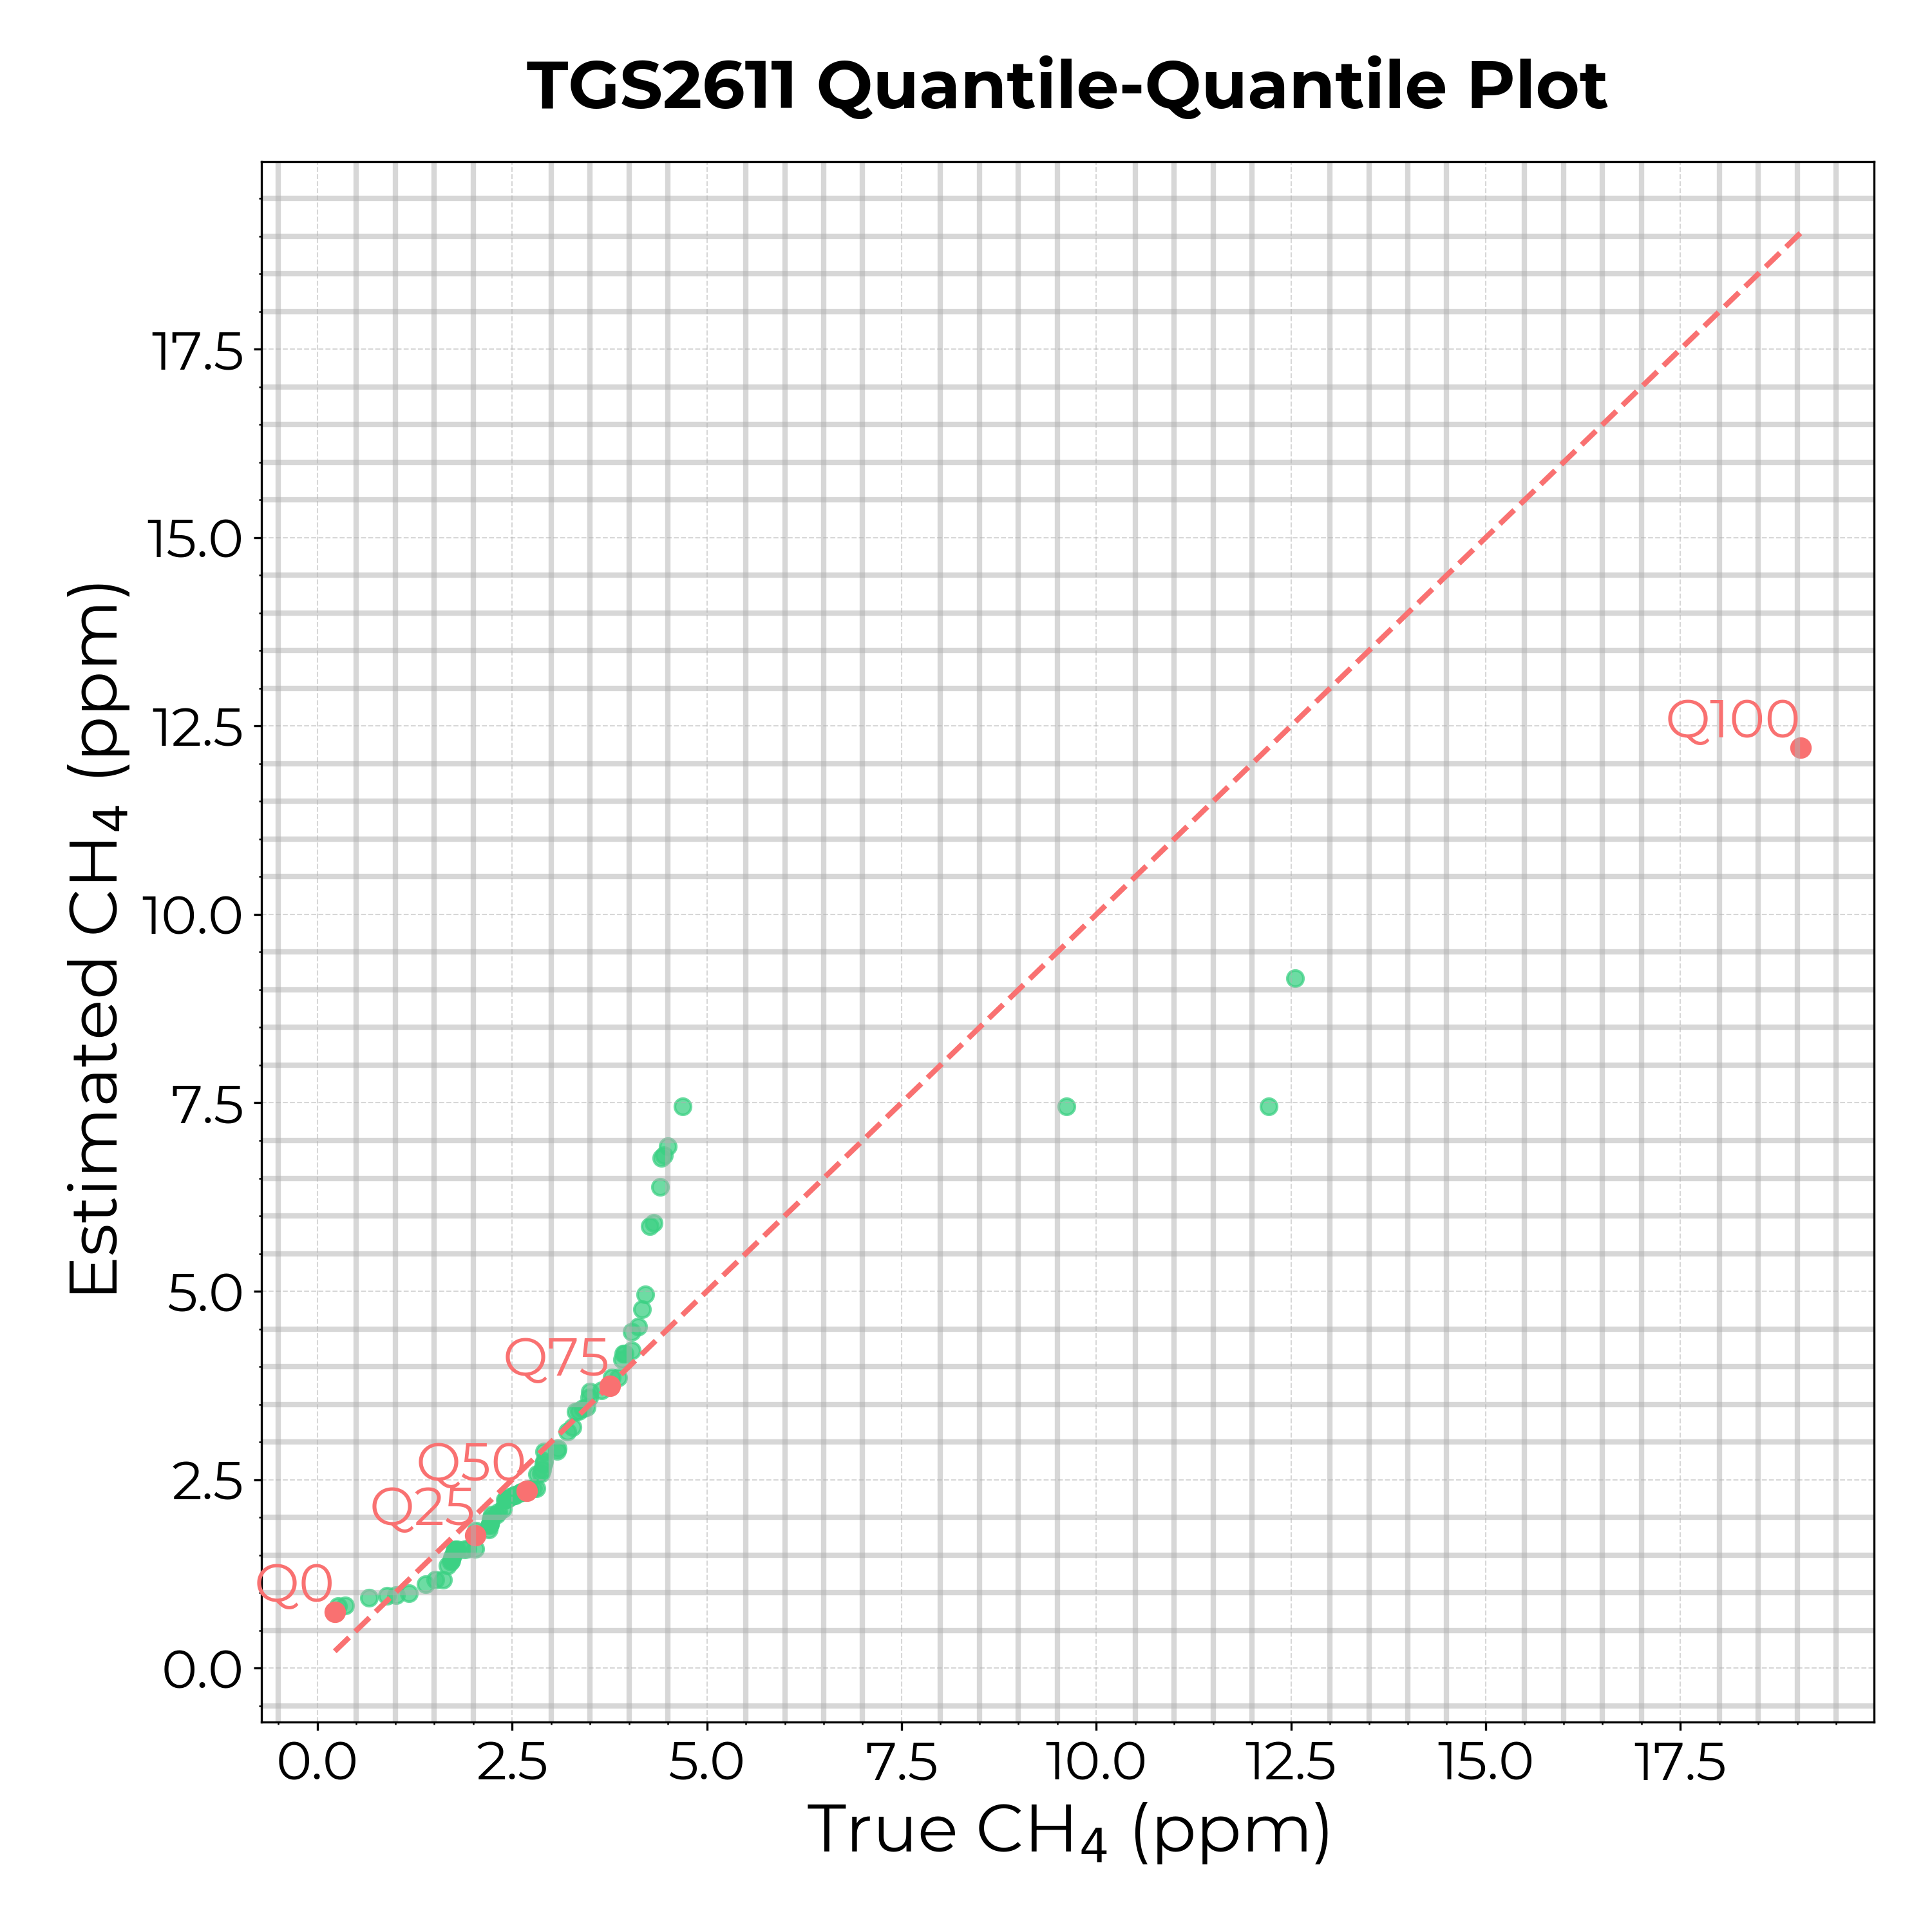 TGS2611 Quantile-Quantile Plot
Estimated CH₄ (ppm)
17.5
15.0
12.5
10.0
7.5
5.0
2.5
0.0
Q100
Q75
Q50
Q25
Q0
0.0 2.5 5.0 7.5 10.0 12.5 15.0 17.5
True CH₄ (ppm)